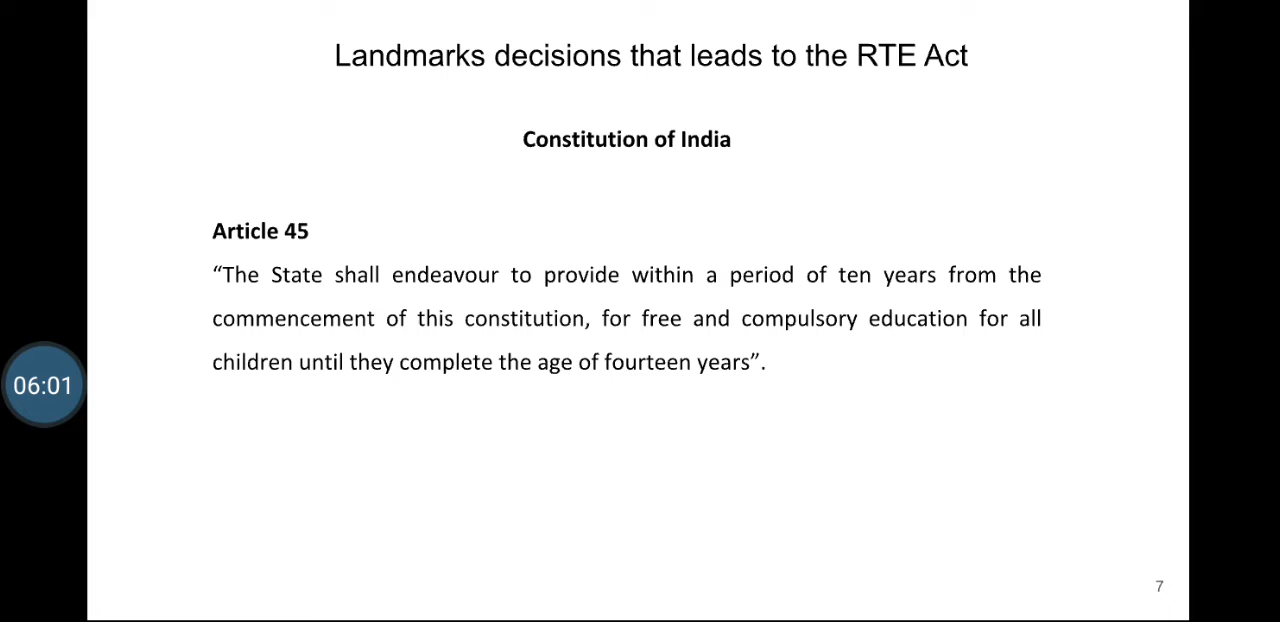 Landmarks decisions that leads to the RTE Act
Constitution of India
Article 45
“The State shall endeavour to provide within a period of ten years from the
commencement of this constitution, for free and compulsory education for all
children until they complete the age of fourteen years”.
06:01
7